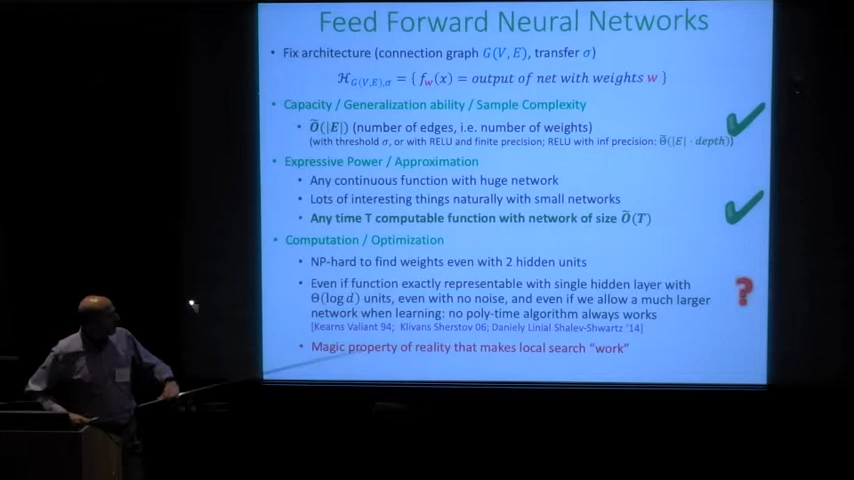 Feed Forward Neural Networks
• Fix architecture (connection graph G(V, E), transfer σ)
ℋ_{G(V,E),σ} = { f_w(x) = output of net with weights w }
• Capacity / Generalization ability / Sample Complexity
• Õ(|E|) (number of edges, i.e. number of weights)
(with threshold σ, or with RELU and finite precision; RELU with inf precision: Θ̃(|E| · depth))
• Expressive Power / Approximation
• Any continuous function with huge network
• Lots of interesting things naturally with small networks
• Any time T computable function with network of size Õ(T)
• Computation / Optimization
• NP-hard to find weights even with 2 hidden units
• Even if function exactly representable with single hidden layer with
Θ(log d) units, even with no noise, and even if we allow a much larger
network when learning: no poly-time algorithm always works
[Kearns Valiant 94; Klivans Sherstov 06; Daniely Linial Shalev-Shwartz '14]
• Magic property of reality that makes local search "work"
?